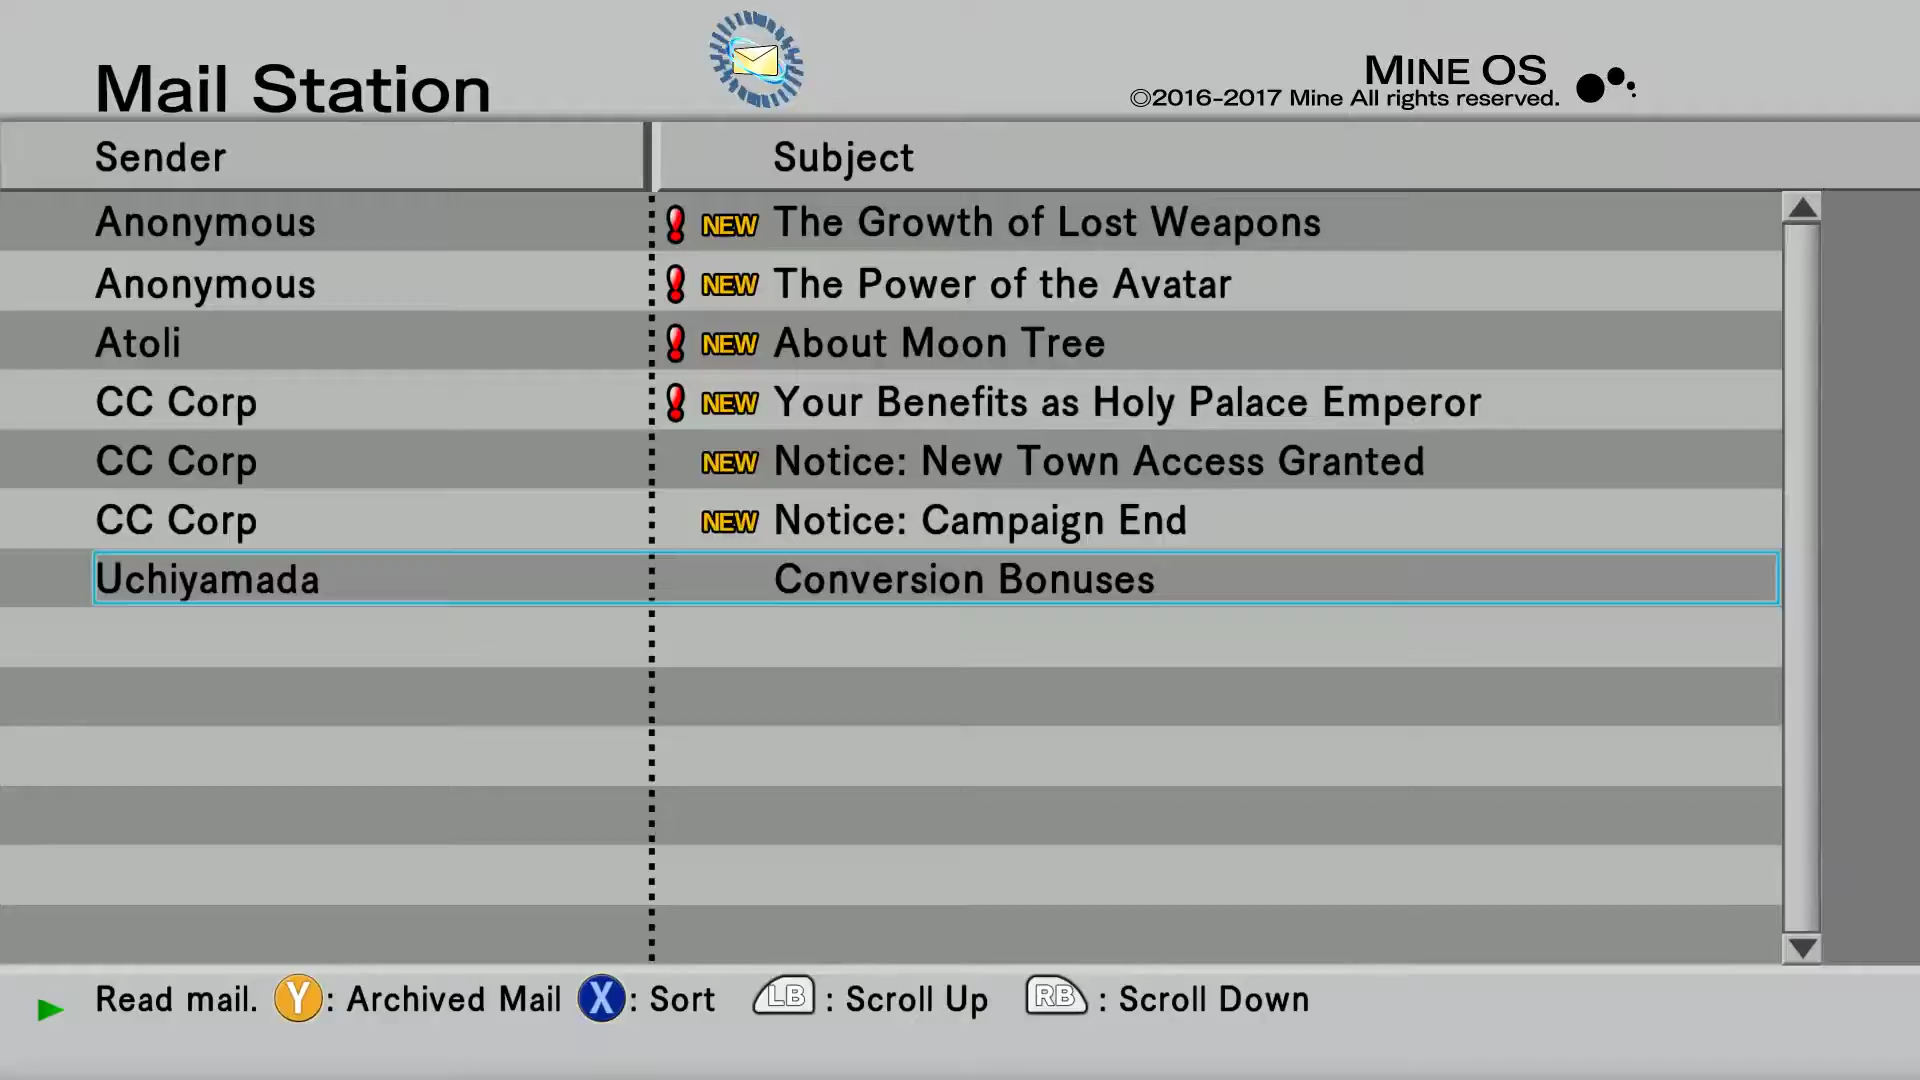 Mail Station
MINE OS
©2016-2017 Mine All rights reserved.
Sender Subject
Anonymous NEW The Growth of Lost Weapons
Anonymous NEW The Power of the Avatar
Atoli NEW About Moon Tree
CC Corp NEW Your Benefits as Holy Palace Emperor
CC Corp NEW Notice: New Town Access Granted
CC Corp NEW Notice: Campaign End
Uchiyamada Conversion Bonuses
Read mail. Y: Archived Mail X: Sort LB: Scroll Up RB: Scroll Down